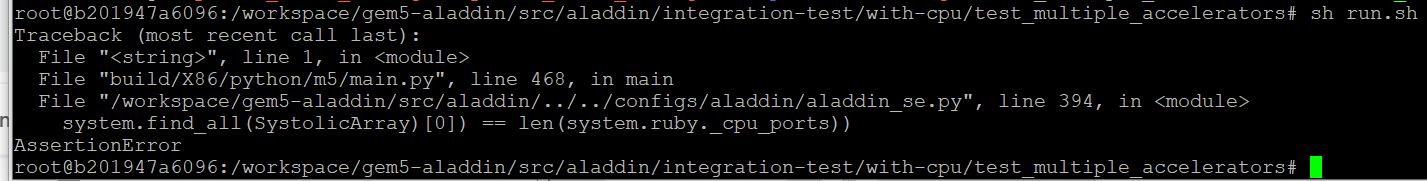 root@b201947a6096:/workspace/gem5-aladdin/src/aladdin/integration-test/with-cpu/test_multiple_accelerators# sh run.sh
Traceback (most recent call last):
  File "<string>", line 1, in <module>
  File "build/X86/python/m5/main.py", line 468, in main
  File "/workspace/gem5-aladdin/src/aladdin/../../configs/aladdin/aladdin_se.py", line 394, in <module>
    system.find_all(SystolicArray)[0]) == len(system.ruby._cpu_ports))
AssertionError
root@b201947a6096:/workspace/gem5-aladdin/src/aladdin/integration-test/with-cpu/test_multiple_accelerators#